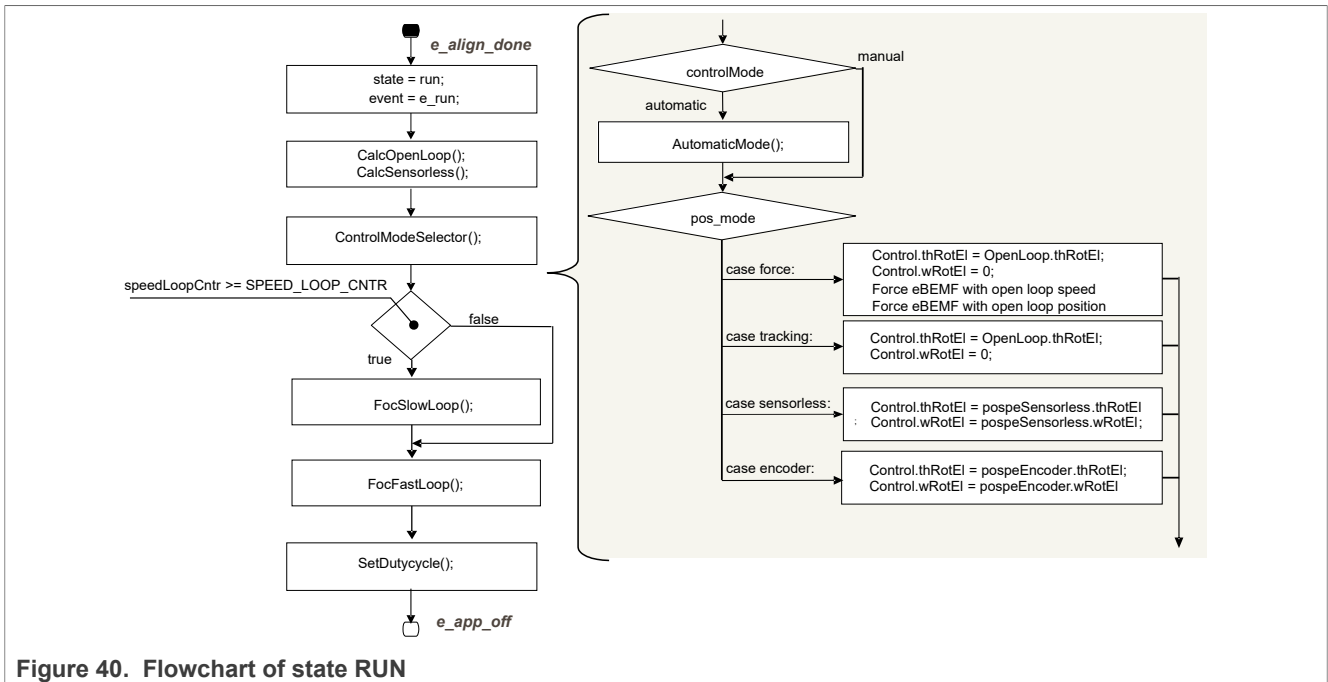 e_align_done
state = run;
event = e_run;
CalcOpenLoop();
CalcSensorless();
ControlModeSelector();
speedLoopCntr >= SPEED_LOOP_CNTR
false
true
FocSlowLoop();
FocFastLoop();
SetDutycycle();
e_app_off
controlMode
manual
automatic
AutomaticMode();
pos_mode
case force:
Control.thRotEl = OpenLoop.thRotEl;
Control.wRotEl = 0;
Force eBEMF with open loop speed
Force eBEMF with open loop position
case tracking:
Control.thRotEl = OpenLoop.thRotEl;
Control.wRotEl = 0;
case sensorless:
Control.thRotEl = pospeSensorless.thRotEl
; Control.wRotEl = pospeSensorless.wRotEl;
case encoder:
Control.thRotEl = pospeEncoder.thRotEl;
Control.wRotEl = pospeEncoder.wRotEl
Figure 40. Flowchart of state RUN